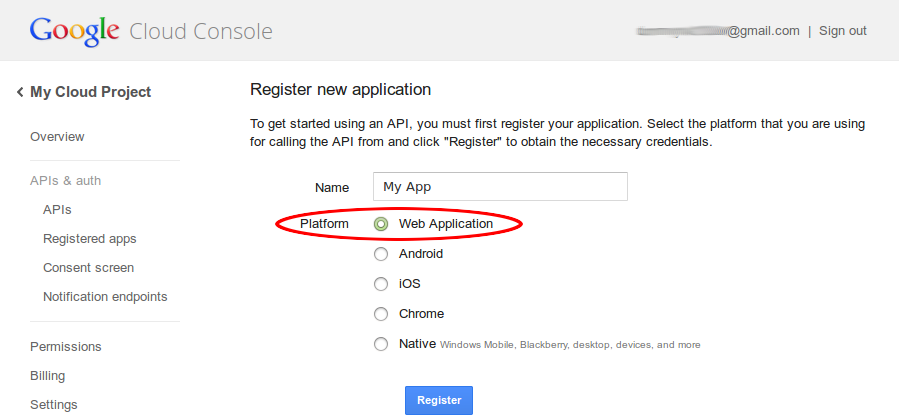 Google Cloud Console
@gmail.com | Sign out
My Cloud Project
Overview
APIs & auth
APIs
Registered apps
Consent screen
Notification endpoints
Permissions
Billing
Settings
Register new application
To get started using an API, you must first register your application. Select the platform that you are using
for calling the API from and click "Register" to obtain the necessary credentials.
Name My App
Platform Web Application
Android
iOS
Chrome
Native Windows Mobile, Blackberry, desktop, devices, and more
Register